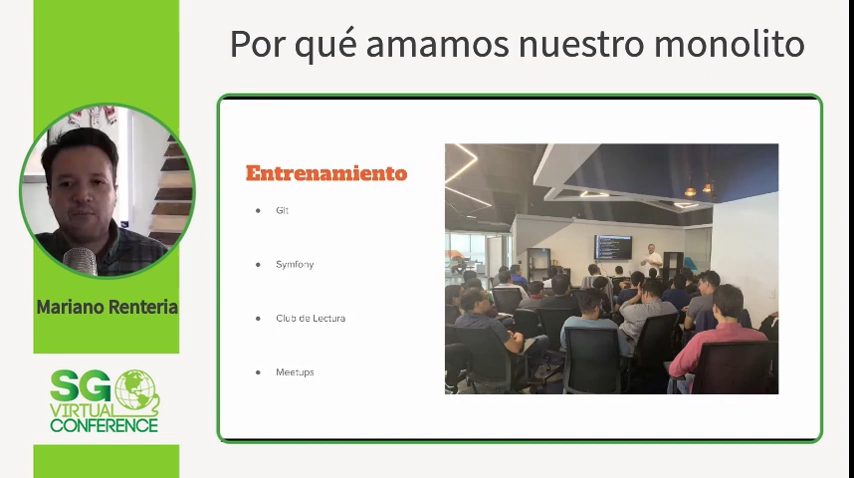 Por qué amamos nuestro monolito
Entrenamiento
Git
Symfony
Club de Lectura
Meetups
Mariano Renteria
SG
VIRTUAL
CONFERENCE